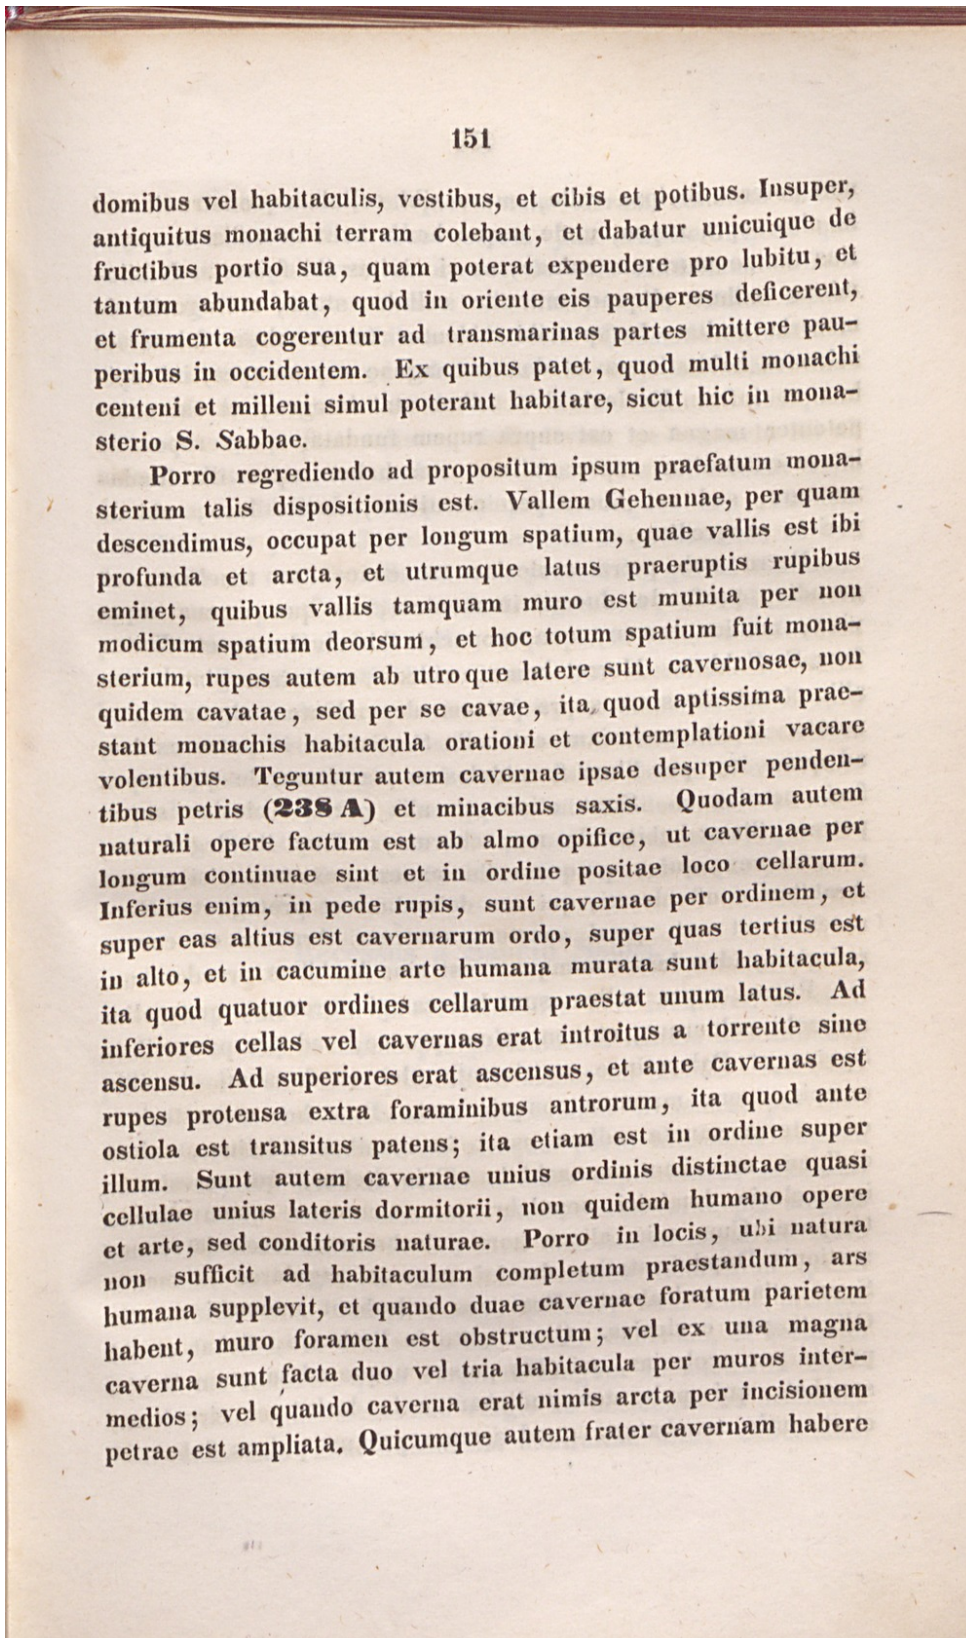 151
domibus vel habitaculis, vestibus, et cibis et potibus. Insuper,
antiquitus monachi terram colebant, et dabatur unicuique de
fructibus portio sua, quam poterat expendere pro lubitu, et
tantum abundabat, quod in oriente eis pauperes deficerent,
et frumenta cogerentur ad transmarinas partes mittere pau-
peribus in occidentem. Ex quibus patet, quod multi monachi
centeni et milleni simul poterant habitare, sicut hic in mona-
sterio S. Sabbae.
Porro regrediendo ad propositum ipsum praefatum mona-
sterium talis dispositionis est. Vallem Gehennae, per quam
descendimus, occupat per longum spatium, quae vallis est ibi
profunda et arcta, et utrumque latus praeruptis rupibus
eminet, quibus vallis tamquam muro est munita per non
modicum spatium deorsum, et hoc totum spatium fuit mona-
sterium, rupes autem ab utroque latere sunt cavernosae, non
quidem cavatae, sed per se cavae, ita quod aptissima prae-
stant monachis habitacula orationi et contemplationi vacare
volentibus. Teguntur autem cavernae ipsae desuper penden-
tibus petris (238 A) et minacibus saxis. Quodam autem
naturali opere factum est ab almo opifice, ut cavernae per
longum continuae sint et in ordine positae loco cellarum.
Inferius enim, in pede rupis, sunt cavernae per ordinem, et
super eas altius est cavernarum ordo, super quas tertius est
in alto, et in cacumine arte humana murata sunt habitacula,
ita quod quatuor ordines cellarum praestat unum latus. Ad
inferiores cellas vel cavernas erat introitus a torrente sine
ascensu. Ad superiores erat ascensus, et ante cavernas est
rupes protensa extra foraminibus antrorum, ita quod ante
ostiola est transitus patens; ita etiam est in ordine super
illum. Sunt autem cavernae unius ordinis distinctae quasi
cellulae unius lateris dormitorii, non quidem humano opere
et arte, sed conditoris naturae. Porro in locis, ubi natura
non sufficit ad habitaculum completum praestandum, ars
humana supplevit, et quando duae cavernae foratum parietem
habent, muro foramen est obstructum; vel ex una magna
caverna sunt facta duo vel tria habitacula per muros inter-
medios; vel quando caverna erat nimis arcta per incisionem
petrae est ampliata. Quicumque autem frater cavernam habere